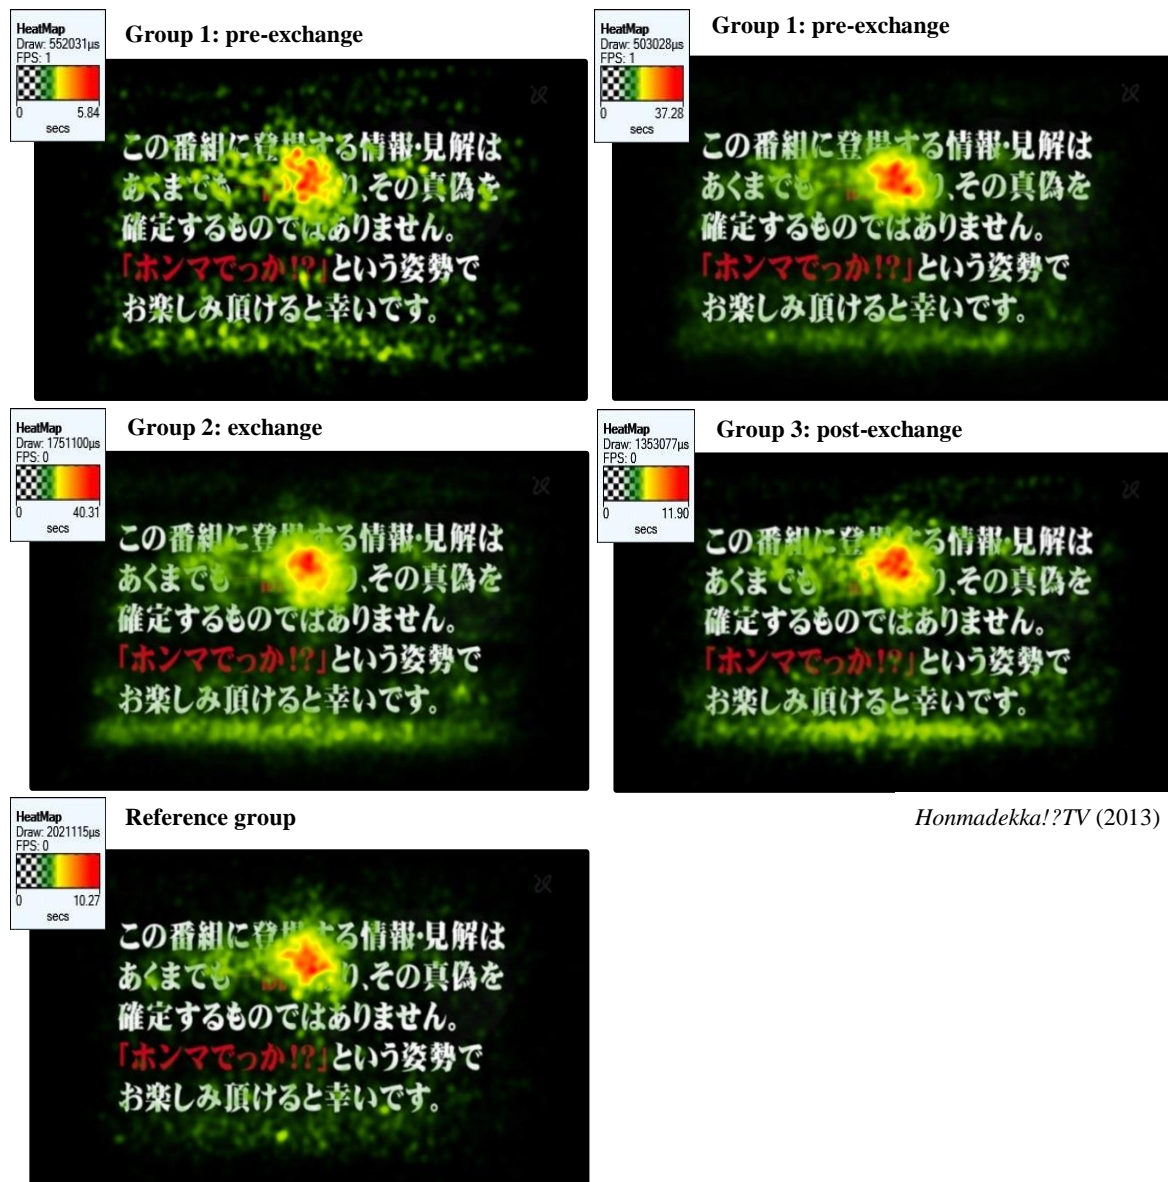 HeatMap
Draw: 552031µs
FPS: 1
0 5.84
secs
Group 1: pre-exchange
この番組に登場する情報・見解は
あくまでも り、その真偽を
確定するものではありません。
「ホンマでっか!?」という姿勢で
お楽しみ頂けると幸いです。
HeatMap
Draw: 503028µs
FPS: 1
0 37.28
secs
Group 1: pre-exchange
この番組に登場する情報・見解は
あくまでも り、その真偽を
確定するものではありません。
「ホンマでっか!?」という姿勢で
お楽しみ頂けると幸いです。
HeatMap
Draw: 1751100µs
FPS: 0
0 40.31
secs
Group 2: exchange
この番組に登場する情報・見解は
あくまでも り、その真偽を
確定するものではありません。
「ホンマでっか!?」という姿勢で
お楽しみ頂けると幸いです。
HeatMap
Draw: 1353077µs
FPS: 0
0 11.90
secs
Group 3: post-exchange
この番組に登場する情報・見解は
あくまでも り、その真偽を
確定するものではありません。
「ホンマでっか!?」という姿勢で
お楽しみ頂けると幸いです。
Honmadekka!?TV (2013)
HeatMap
Draw: 2021115µs
FPS: 0
0 10.27
secs
Reference group
この番組に登場する情報・見解は
あくまでも り、その真偽を
確定するものではありません。
「ホンマでっか!?」という姿勢で
お楽しみ頂けると幸いです。